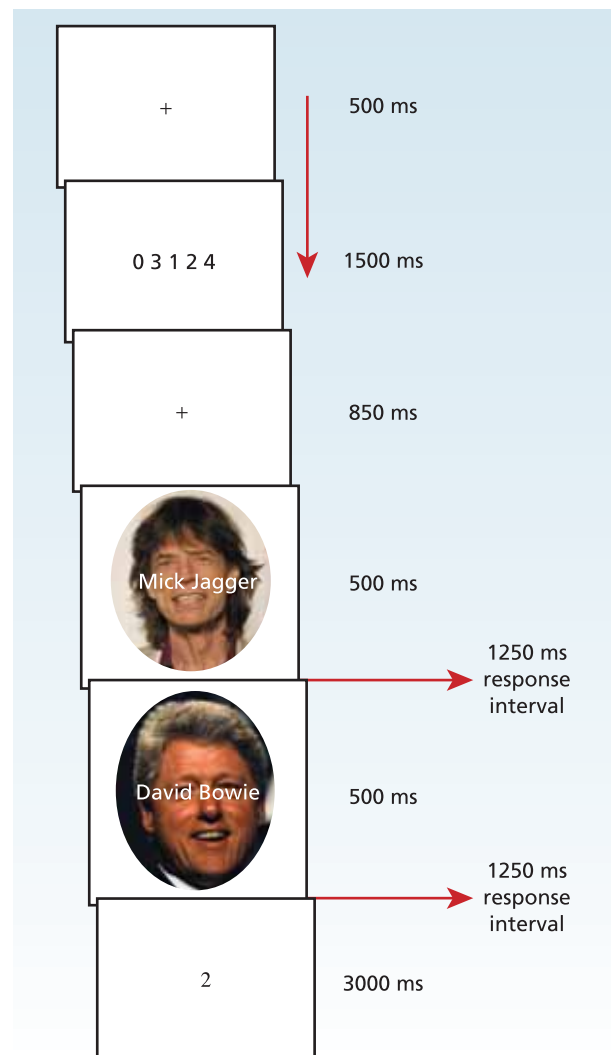 +
500 ms
0 3 1 2 4
1500 ms
+
850 ms
Mick Jagger
500 ms
1250 ms
response
interval
David Bowie
500 ms
1250 ms
response
interval
2
3000 ms